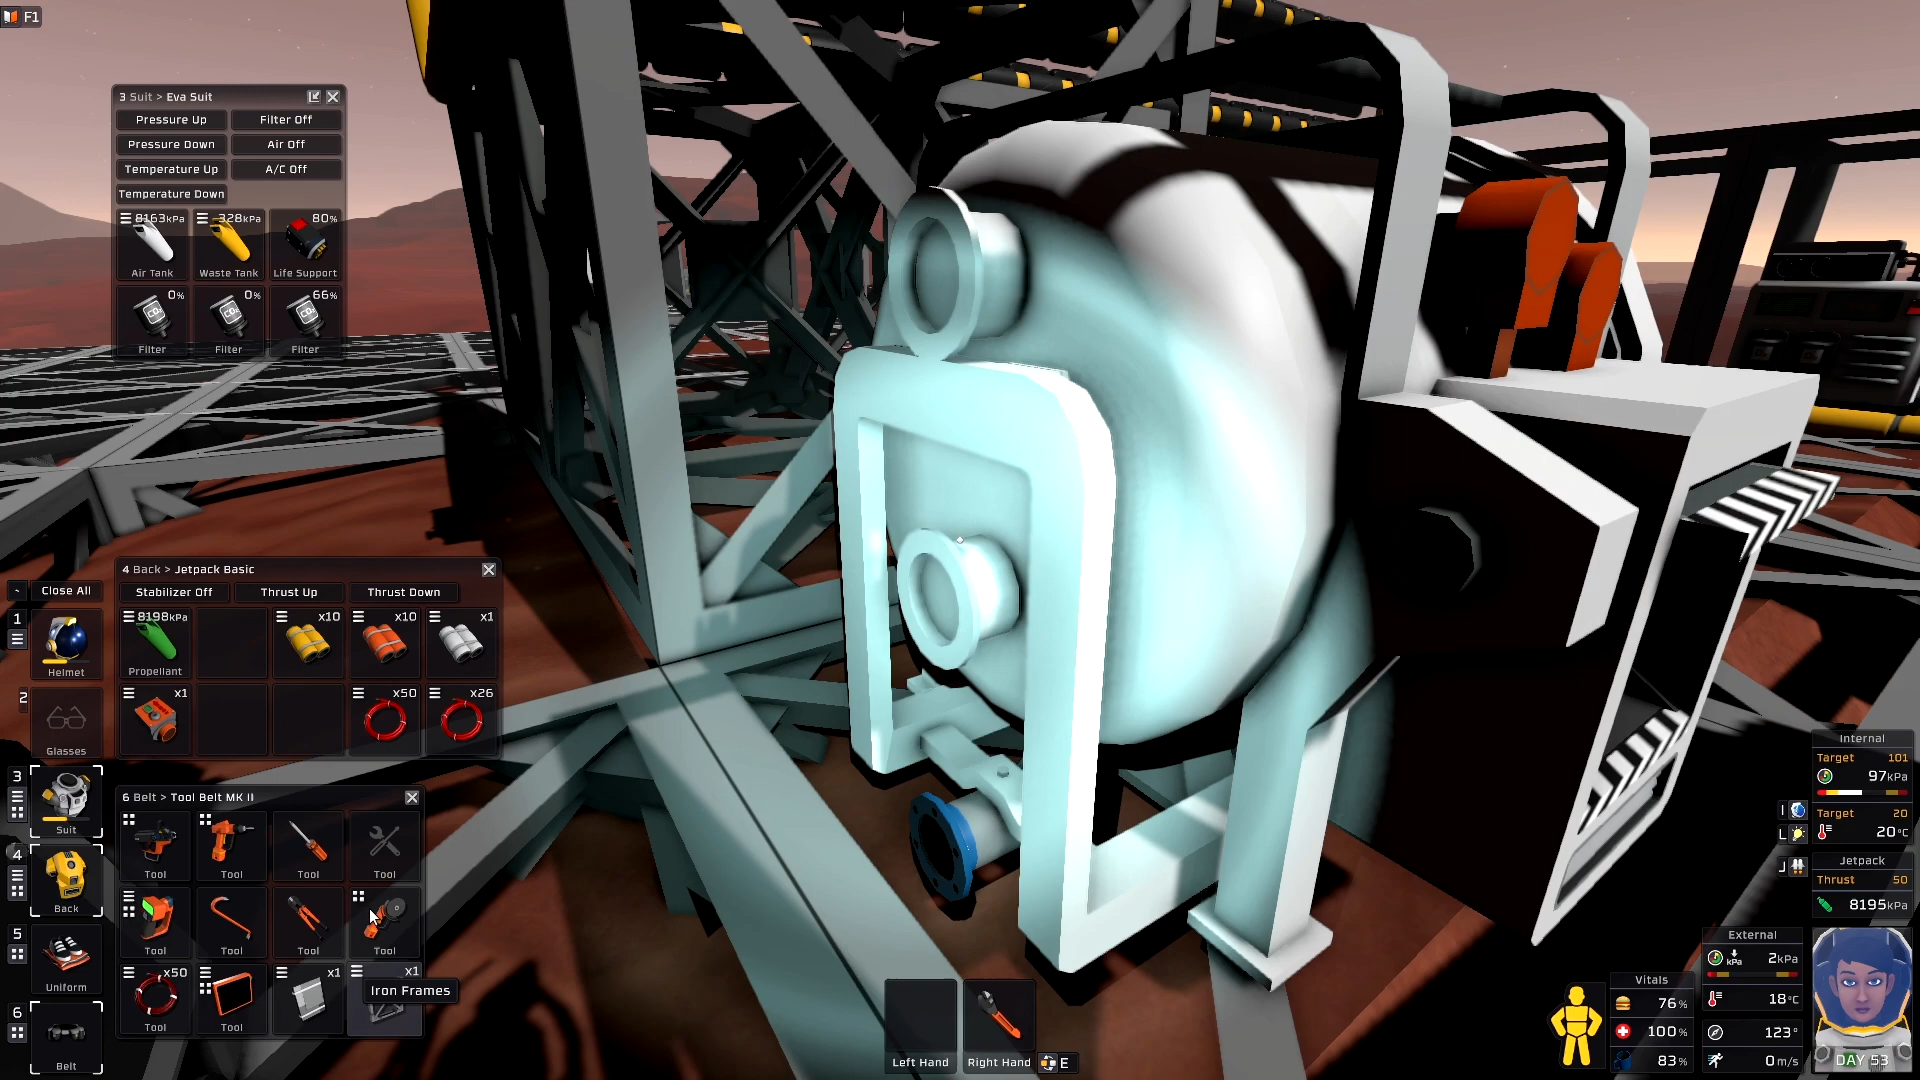 F1
3 Suit > Eva Suit
Pressure Up
Filter Off
Pressure Down
Air Off
Temperature Up
A/C Off
Temperature Down
8163kPa
328kPa
80%
Air Tank
Waste Tank
Life Support
0%
0%
66%
Filter
Filter
Filter
~
Close All
1
Helmet
2
Glasses
3
Suit
4
Back
5
Uniform
6
Belt
4 Back > Jetpack Basic
Stabilizer Off
Thrust Up
Thrust Down
8198kPa
x10
x10
x1
Propellant
x1
x50
x26
6 Belt > Tool Belt MK II
Tool
Tool
Tool
Tool
Tool
Tool
Tool
Tool
x50
x1
x1
Iron Frames
Tool
Tool
Tool
Left Hand
Right Hand
E
Internal
Target 101
97kPa
I
Target 20
L
20°C
J
Jetpack
Thrust 50
8195kPa
External
kPa
2kPa
18°C
123°
0m/s
Vitals
76%
100%
83%
DAY 53